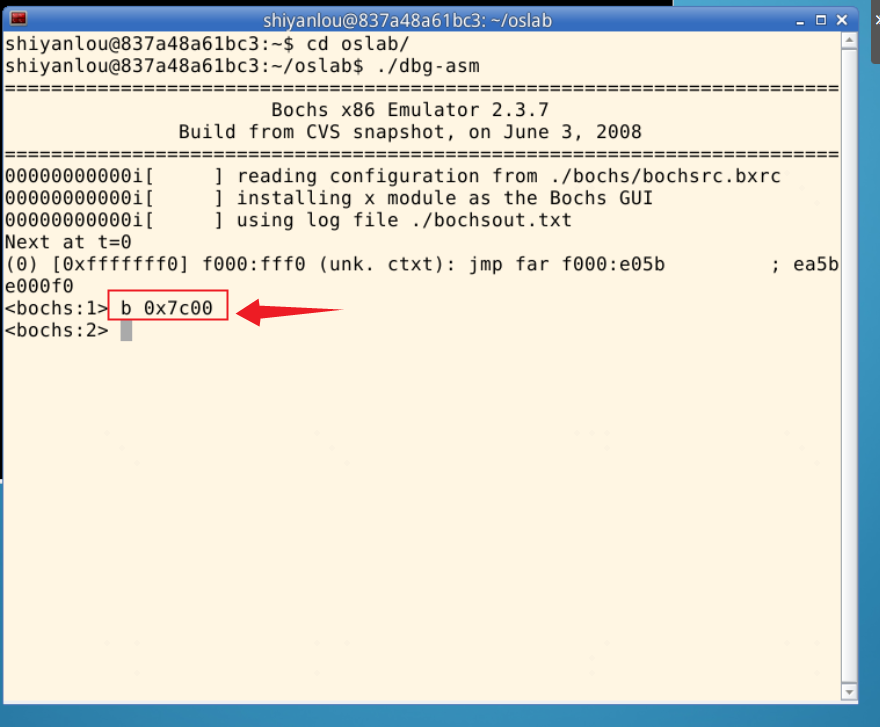 shiyanlou@837a48a61bc3: ~/oslab
shiyanlou@837a48a61bc3:~$ cd oslab/
shiyanlou@837a48a61bc3:~/oslab$ ./dbg-asm
========================================================================
Bochs x86 Emulator 2.3.7
Build from CVS snapshot, on June 3, 2008
========================================================================
00000000000i[     ] reading configuration from ./bochs/bochsrc.bxrc
00000000000i[     ] installing x module as the Bochs GUI
00000000000i[     ] using log file ./bochsout.txt
Next at t=0
(0) [0xfffffff0] f000:fff0 (unk. ctxt): jmp far f000:e05b         ; ea5b
e000f0
<bochs:1> b 0x7c00
<bochs:2>